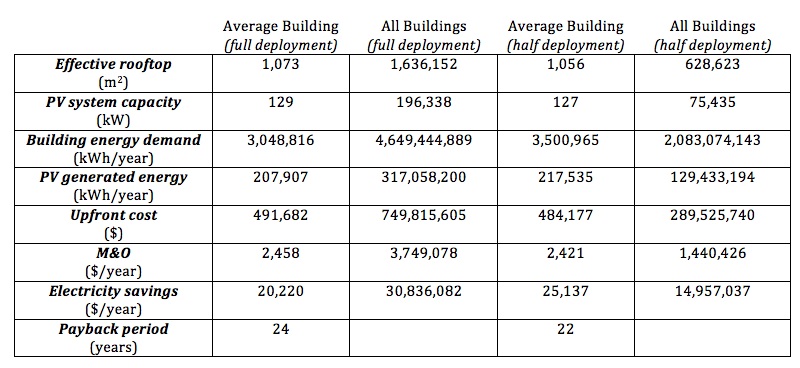 Average Building All Buildings Average Building All Buildings
(full deployment) (full deployment) (half deployment) (half deployment)
Effective rooftop 1,073 1,636,152 1,056 628,623
(m²)
PV system capacity 129 196,338 127 75,435
(kW)
Building energy demand 3,048,816 4,649,444,889 3,500,965 2,083,074,143
(kWh/year)
PV generated energy 207,907 317,058,200 217,535 129,433,194
(kWh/year)
Upfront cost 491,682 749,815,605 484,177 289,525,740
($)
M&O 2,458 3,749,078 2,421 1,440,426
($/year)
Electricity savings 20,220 30,836,082 25,137 14,957,037
($/year)
Payback period 24 22
(years)